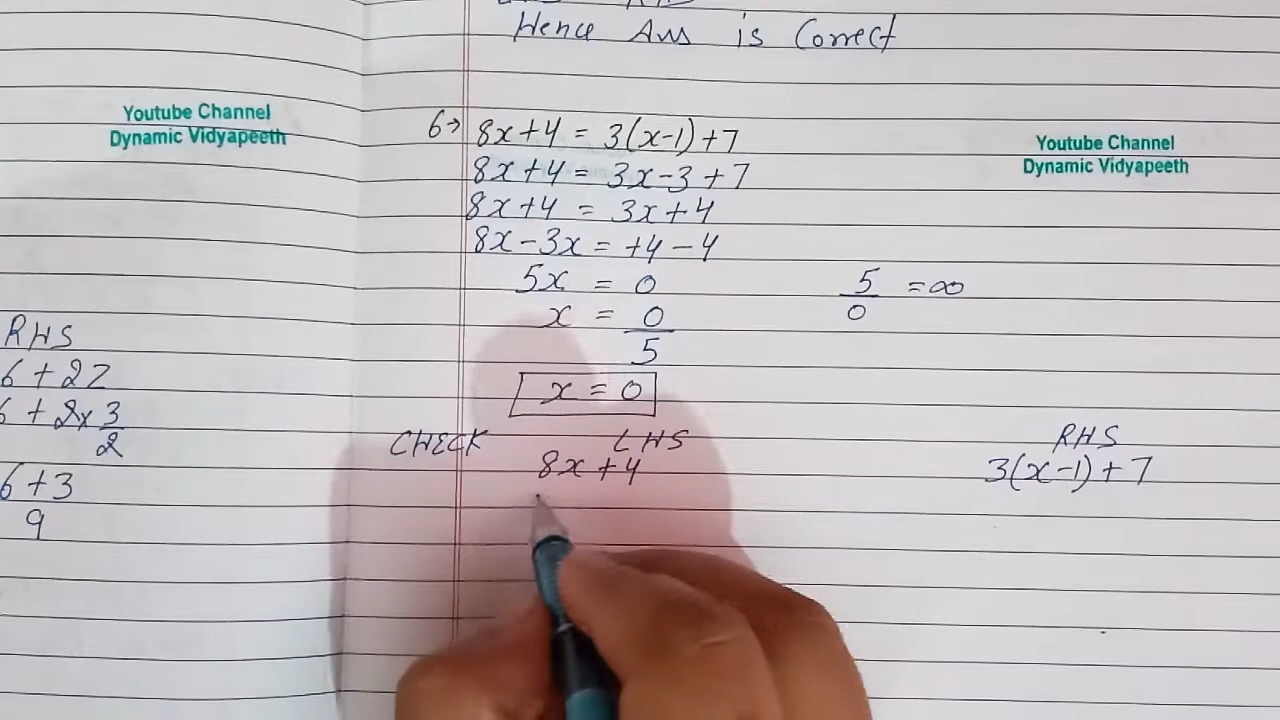 Hence Ans is Correct
Youtube Channel
Dynamic Vidyapeeth
Youtube Channel
Dynamic Vidyapeeth
6→ 8x+4 = 3(x-1)+7
8x+4 = 3x-3+7
8x+4 = 3x+4
8x-3x = +4-4
5x = 0
x = 0/5
5/0 = ∞
x = 0
RHS
6+2z
6+2×3/2
6+3
9
CHECK LHS RHS
8x+4 3(x-1)+7